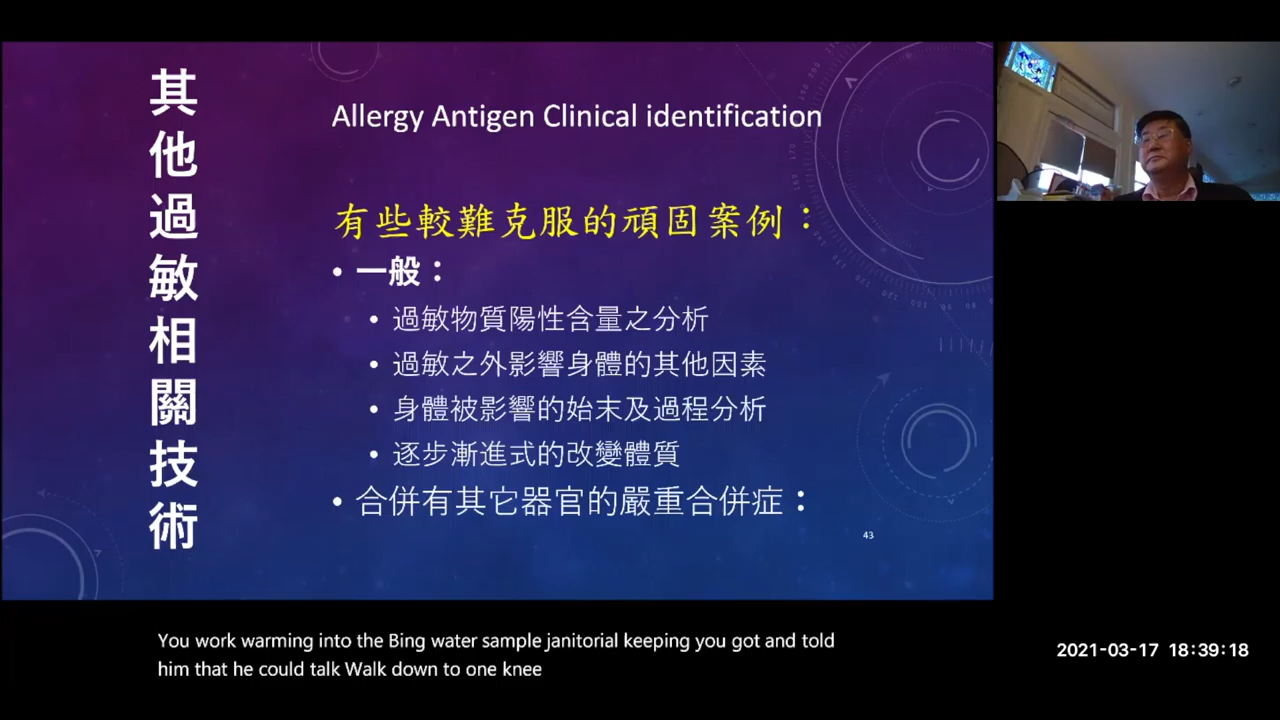 其他過敏相關技術
Allergy Antigen Clinical identification
有些較難克服的頑固案例：
• 一般：
• 過敏物質陽性含量之分析
• 過敏之外影響身體的其他因素
• 身體被影響的始末及過程分析
• 逐步漸進式的改變體質
• 合併有其它器官的嚴重合併症：
43
You work warming into the Bing water sample janitorial keeping you got and told
him that he could talk Walk down to one knee
2021-03-17 18:39:18